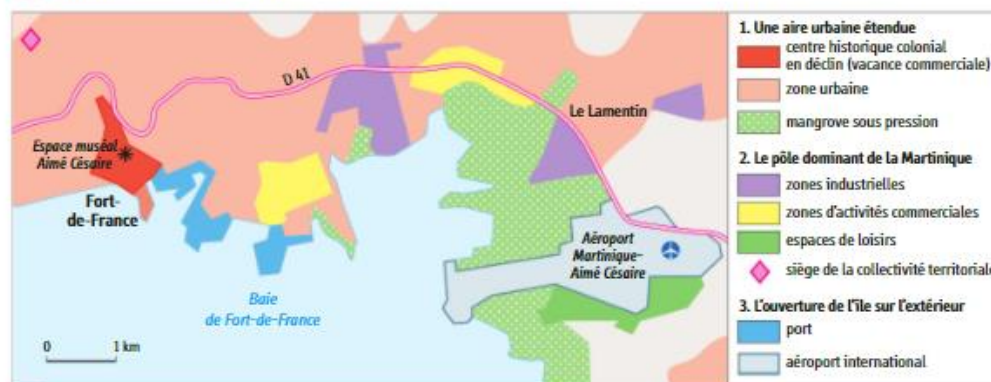 D 41
Le Lamentin
Espace muséal
Aimé Césaire
Fort-
de-France
Aéroport
Martinique-
Aimé Césaire
Baie
de Fort-de-France
0 1 km
1. Une aire urbaine étendue
centre historique colonial
en déclin (vacance commerciale)
zone urbaine
mangrove sous pression
2. Le pôle dominant de la Martinique
zones industrielles
zones d'activités commerciales
espaces de loisirs
siège de la collectivité territoriale
3. L'ouverture de l'île sur l'extérieur
port
aéroport international